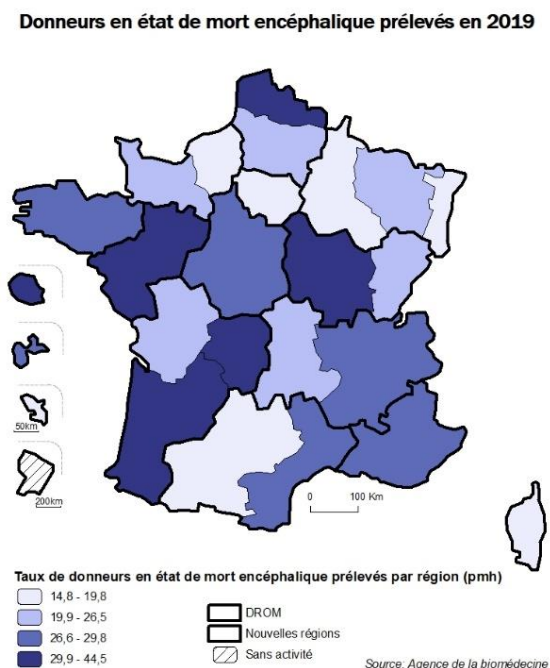 Donneurs en état de mort encéphalique prélevés en 2019
50km
200km
0 100 Km
Taux de donneurs en état de mort encéphalique prélevés par région (pmh)
14,8 - 19,8
19,9 - 26,5
26,6 - 29,8
29,9 - 44,5
DROM
Nouvelles régions
Sans activité
Source: Agence de la biomédecine